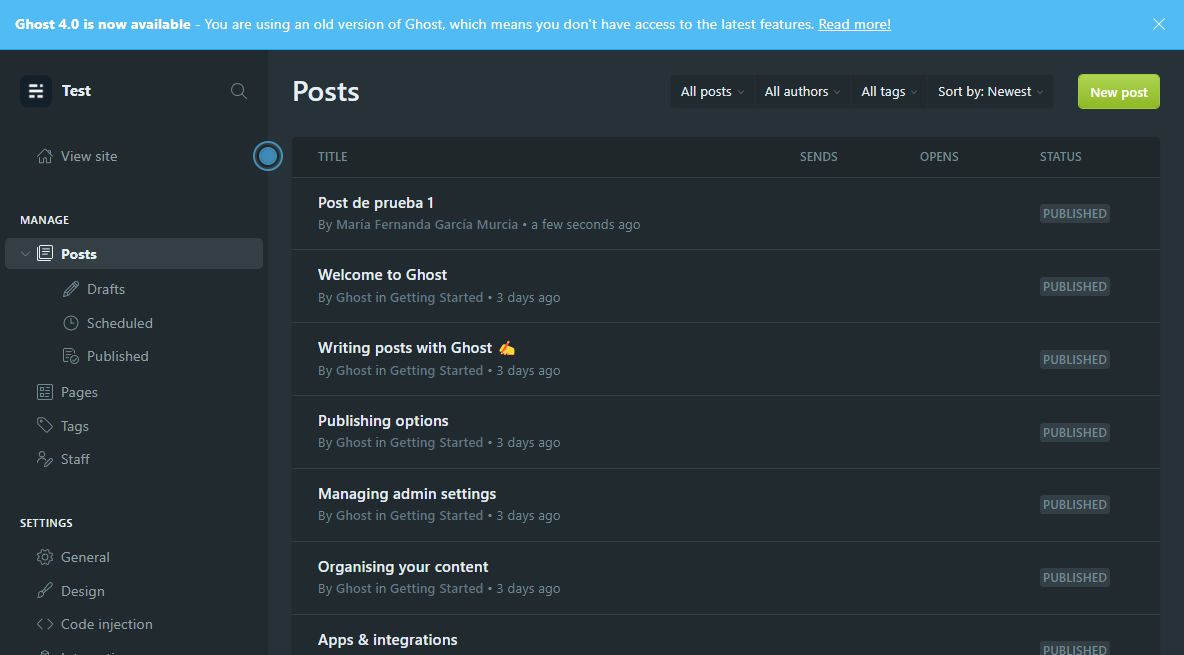 Ghost 4.0 is now available - You are using an old version of Ghost, which means you don't have access to the latest features. Read more!
Test
Posts
All posts
All authors
All tags
Sort by: Newest
New post
View site
MANAGE
Posts
Drafts
Scheduled
Published
Pages
Tags
Staff
SETTINGS
General
Design
Code injection
TITLE
SENDS
OPENS
STATUS
Post de prueba 1
By María Fernanda García Murcia • a few seconds ago
PUBLISHED
Welcome to Ghost
By Ghost in Getting Started • 3 days ago
PUBLISHED
Writing posts with Ghost ✍️
By Ghost in Getting Started • 3 days ago
PUBLISHED
Publishing options
By Ghost in Getting Started • 3 days ago
PUBLISHED
Managing admin settings
By Ghost in Getting Started • 3 days ago
PUBLISHED
Organising your content
By Ghost in Getting Started • 3 days ago
PUBLISHED
Apps & integrations
PUBLISHED